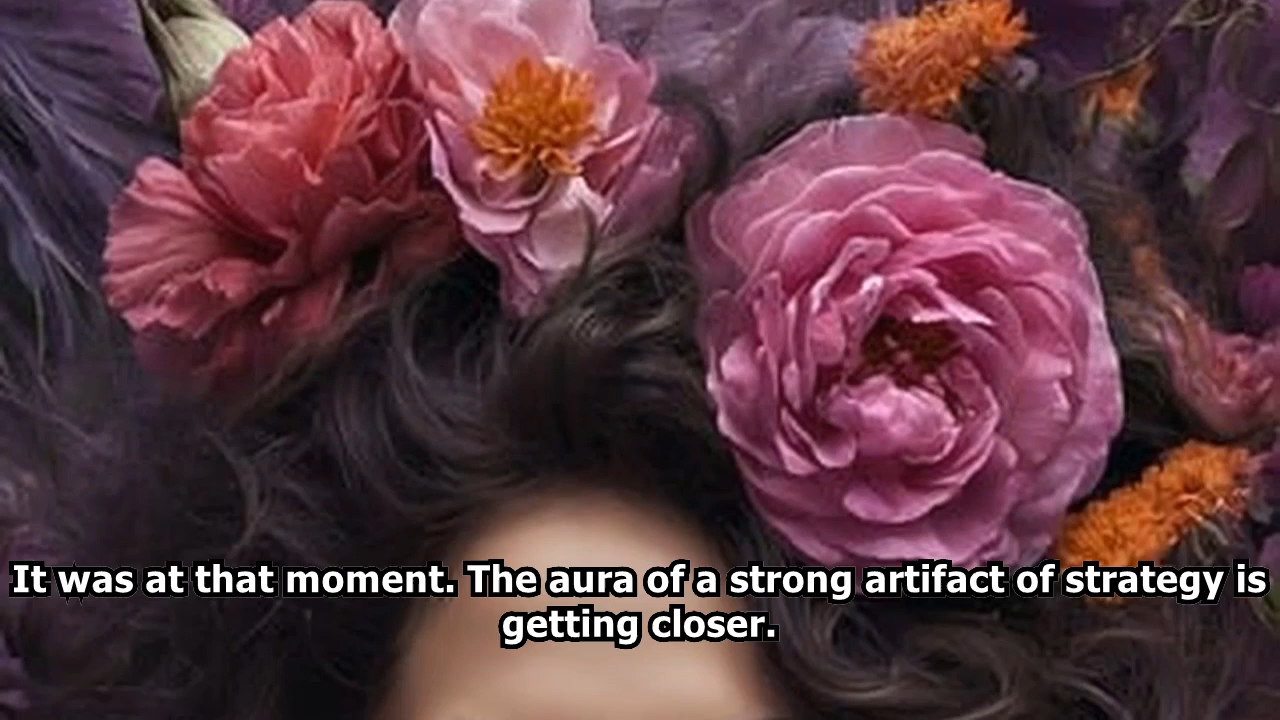 It was at that moment. The aura of a strong artifact of strategy is
getting closer.